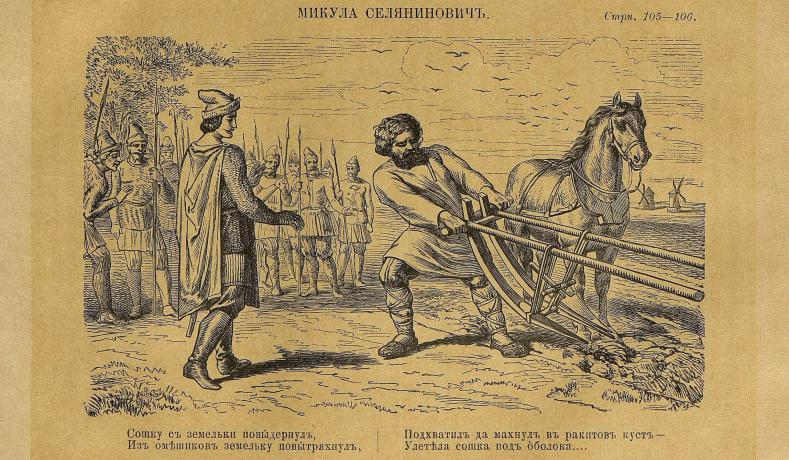 МИКУЛА СЕЛЯНИНОВИЧЪ.
Стрн. 105—106.
Сошку съ земельки повыдернулъ,
Изъ омѣшиковъ земельку повытряхнулъ,
Подхватилъ да махнулъ въ ракитовъ кустъ—
Улетѣла сошка подъ оболока....